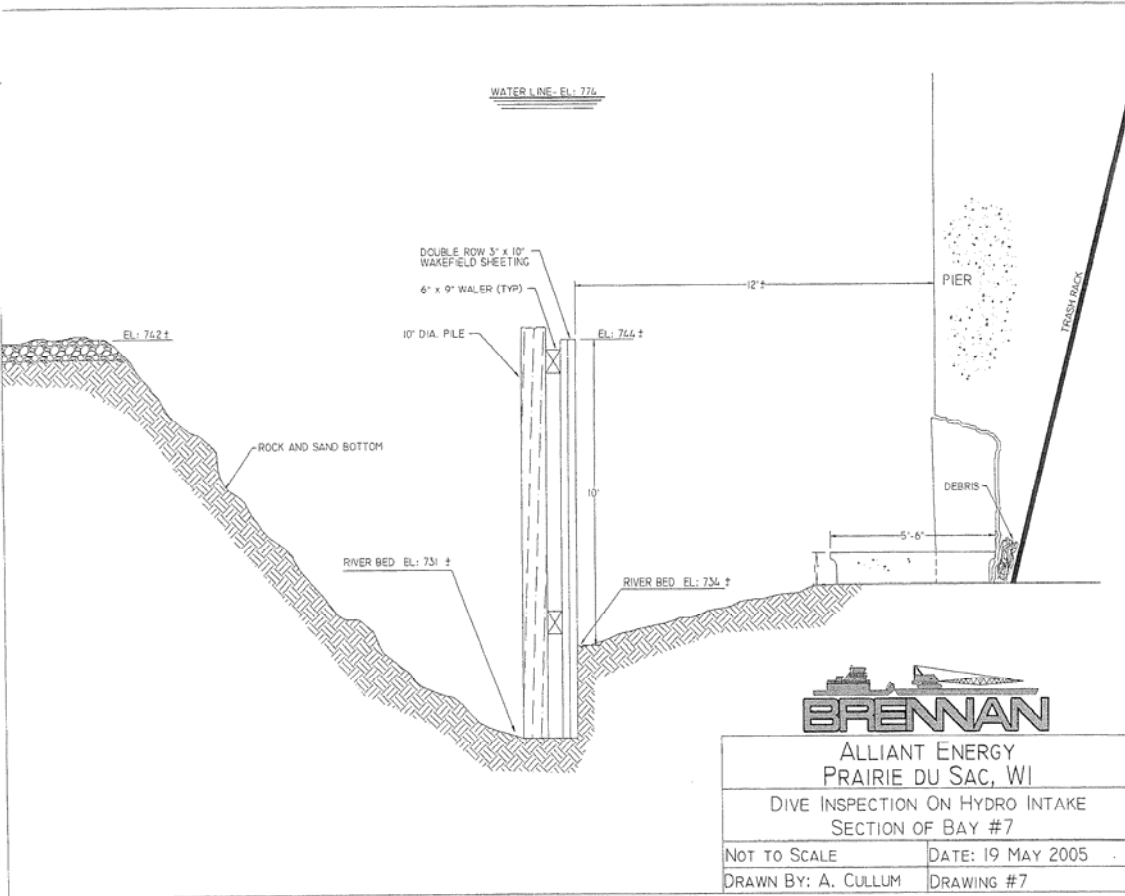 WATER LINE- EL: 774
DOUBLE ROW 3" x 10"
WAKEFIELD SHEETING
6" x 9" WALER (TYP)
12'±
PIER
TRASH RACK
EL: 742 ±
10" DIA. PILE
EL: 744 ±
ROCK AND SAND BOTTOM
10'
DEBRIS
5'-6"
RIVER BED EL: 731 ±
RIVER BED EL: 734 ±
BRENNAN
ALLIANT ENERGY
PRAIRIE DU SAC, WI
DIVE INSPECTION ON HYDRO INTAKE
SECTION OF BAY #7
NOT TO SCALE
DATE: 19 MAY 2005
DRAWN BY: A. CULLUM
DRAWING #7